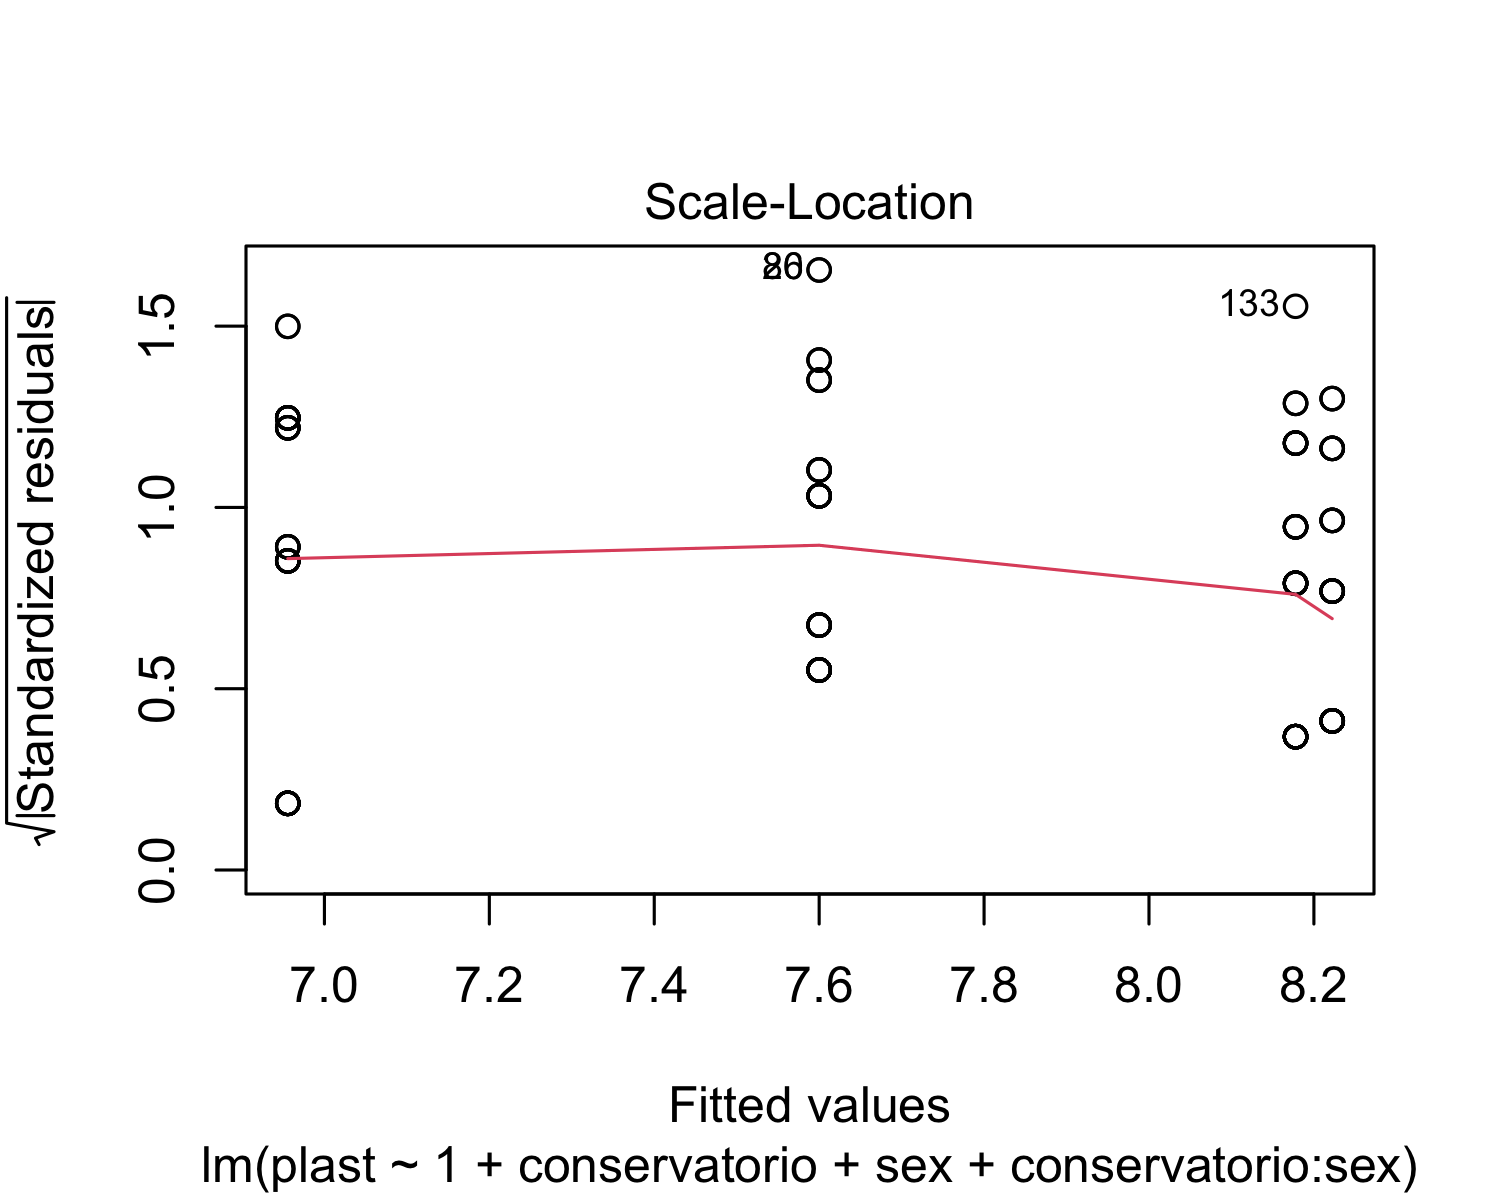 Scale-Location
√|Standardized residuals|
1.5
1.0
0.5
0.0
133
7.0 7.2 7.4 7.6 7.8 8.0 8.2
Fitted values
lm(plast ~ 1 + conservatorio + sex + conservatorio:sex)